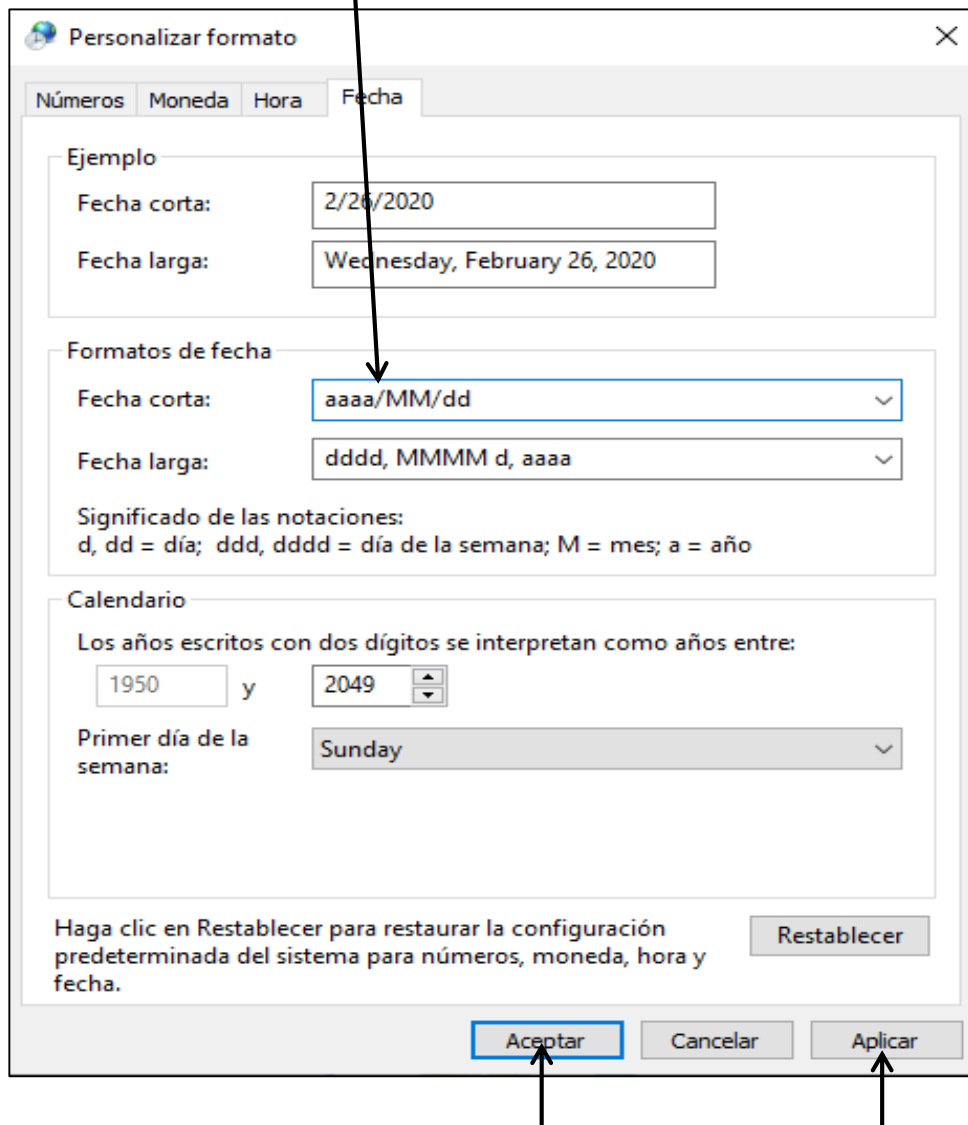 Personalizar formato
Números Moneda Hora Fecha
Ejemplo
Fecha corta: 2/26/2020
Fecha larga: Wednesday, February 26, 2020
Formatos de fecha
Fecha corta: aaaa/MM/dd
Fecha larga: dddd, MMMM d, aaaa
Significado de las notaciones:
d, dd = día; ddd, dddd = día de la semana; M = mes; a = año
Calendario
Los años escritos con dos dígitos se interpretan como años entre:
1950 y 2049
Primer día de la
semana:
Sunday
Haga clic en Restablecer para restaurar la configuración
predeterminada del sistema para números, moneda, hora y
fecha.
Restablecer
Aceptar Cancelar Aplicar